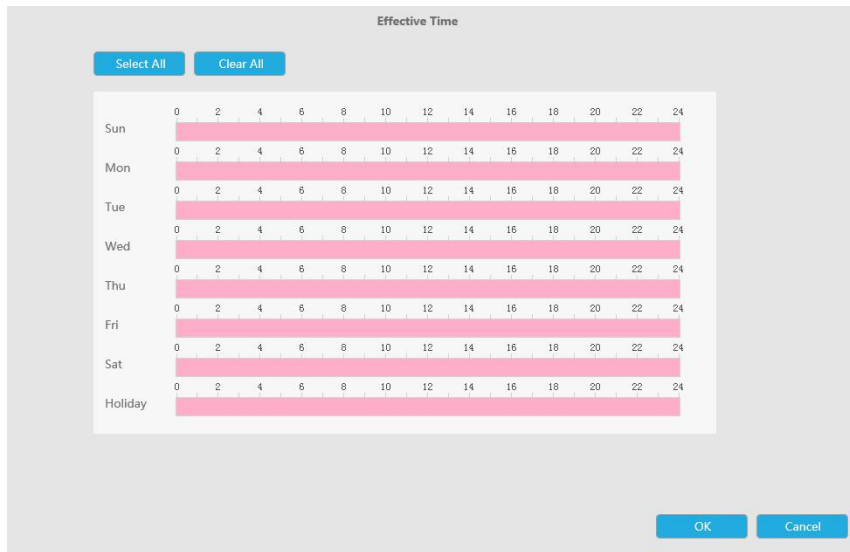 Effective Time
Select All Clear All
0 2 4 6 8 10 12 14 16 18 20 22 24
Sun
0 2 4 6 8 10 12 14 16 18 20 22 24
Mon
0 2 4 6 8 10 12 14 16 18 20 22 24
Tue
0 2 4 6 8 10 12 14 16 18 20 22 24
Wed
0 2 4 6 8 10 12 14 16 18 20 22 24
Thu
0 2 4 6 8 10 12 14 16 18 20 22 24
Fri
0 2 4 6 8 10 12 14 16 18 20 22 24
Sat
0 2 4 6 8 10 12 14 16 18 20 22 24
Holiday
OK Cancel